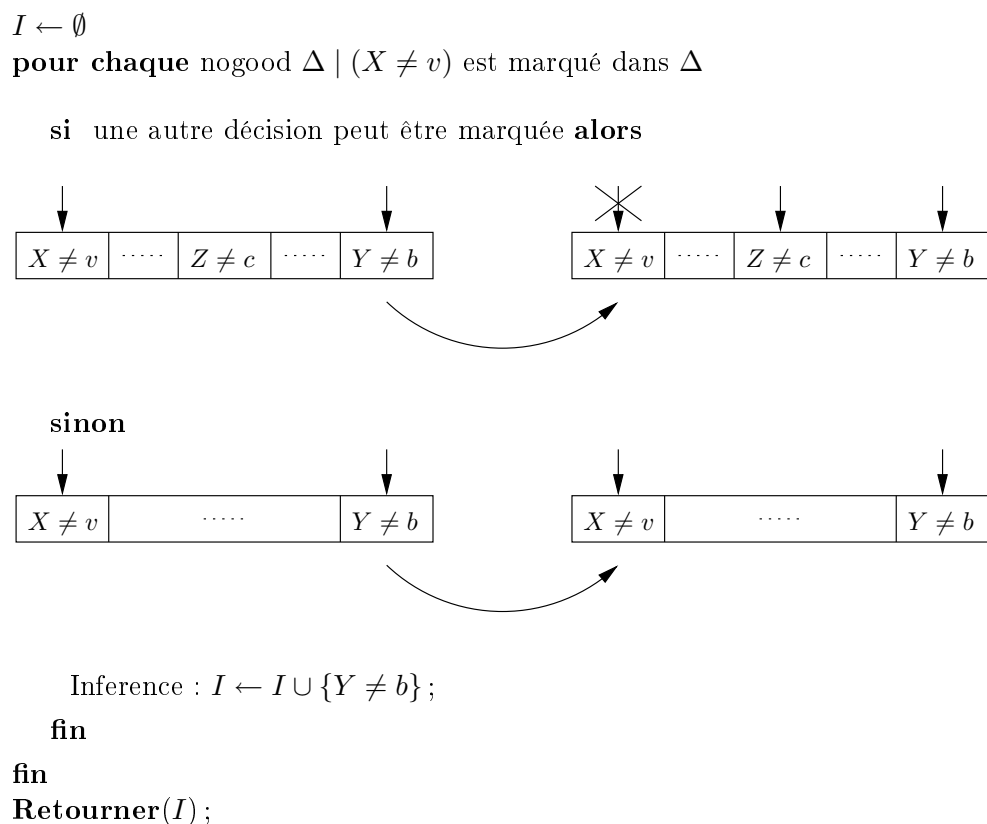 I ← ∅
pour chaque nogood Δ | (X ≠ v) est marqué dans Δ
si une autre décision peut être marquée alors
X ≠ v ..... Z ≠ c ..... Y ≠ b X ≠ v ..... Z ≠ c ..... Y ≠ b
sinon
X ≠ v ..... Y ≠ b X ≠ v ..... Y ≠ b
Inference : I ← I ∪ {Y ≠ b} ;
fin
fin
Retourner(I) ;